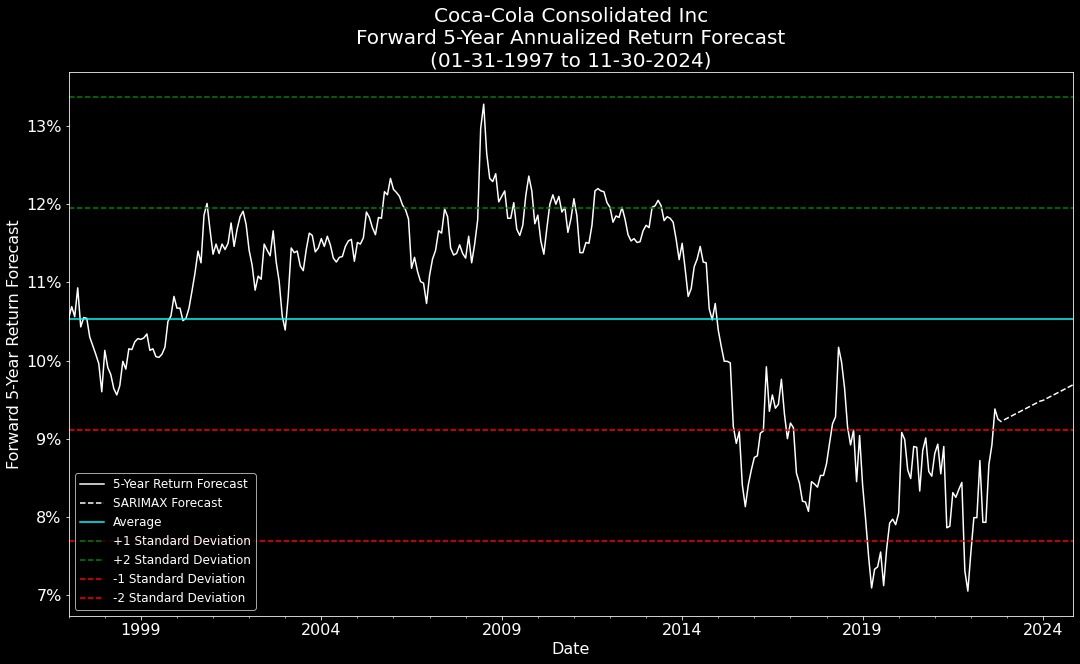 Coca-Cola Consolidated Inc
Forward 5-Year Annualized Return Forecast
(01-31-1997 to 11-30-2024)
Forward 5-Year Return Forecast
13%
12%
11%
10%
9%
8%
7%
5-Year Return Forecast
SARIMAX Forecast
Average
+1 Standard Deviation
+2 Standard Deviation
-1 Standard Deviation
-2 Standard Deviation
1999
2004
2009
2014
2019
2024
Date